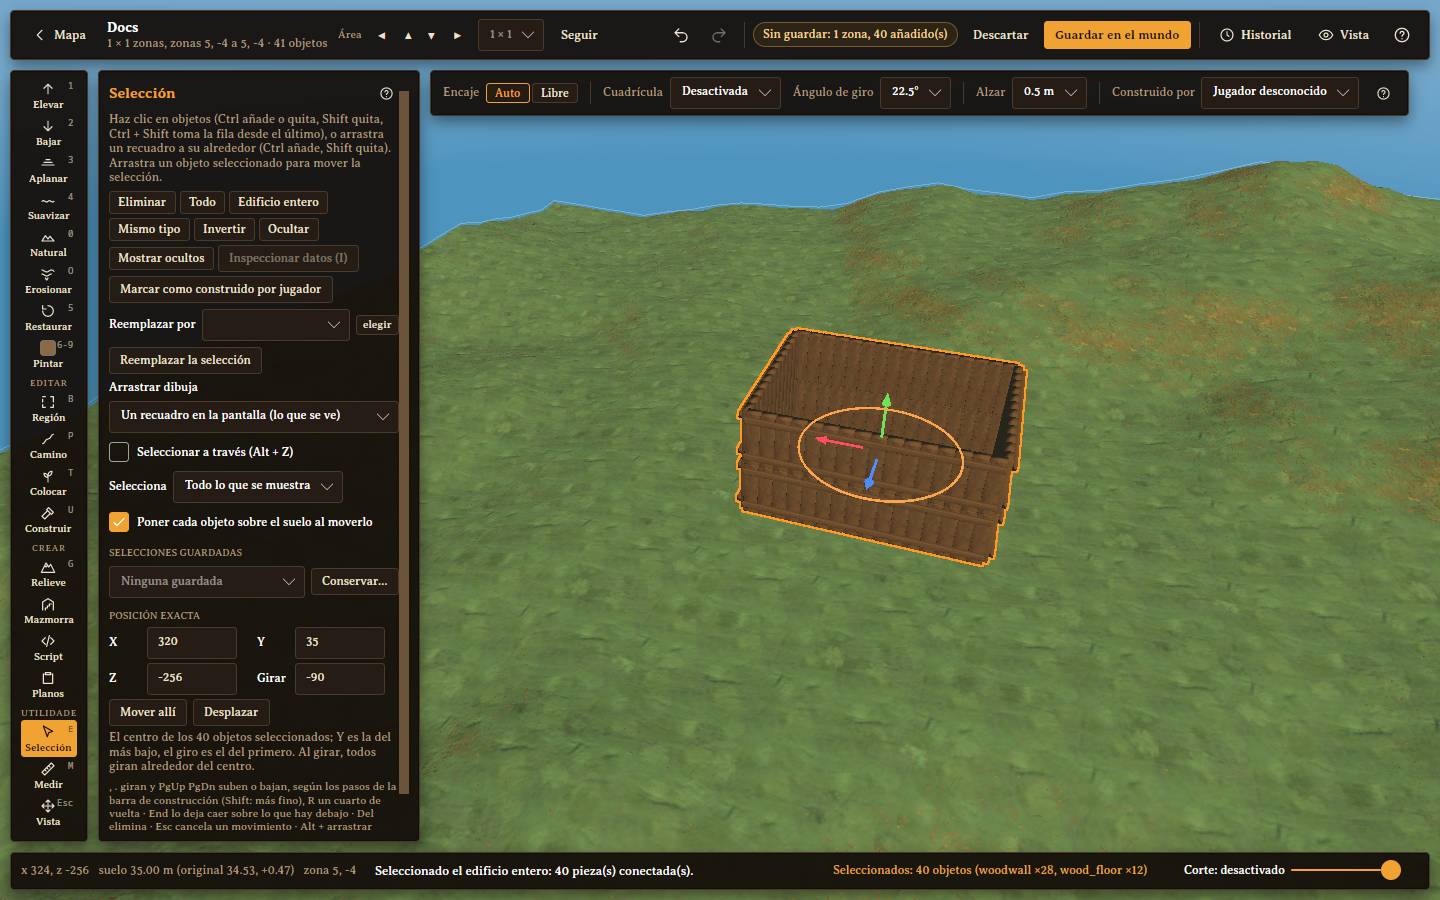 Mapa
Docs
1 × 1 zonas, zonas 5, -4 a 5, -4 · 41 objetos
Área
1 × 1
Seguir
Sin guardar: 1 zona, 40 añadido(s)
Descartar
Guardar en el mundo
Historial
Vista
Elevar 1
Bajar 2
Aplanar 3
Suavizar 4
Natural 0
Erosionar O
Restaurar 5
Pintar 6-9
EDITAR
Región B
Camino P
Colocar T
Construir U
CREAR
Relieve G
Mazmorra
Script
Planos
UTILIDADE
Selección E
Medir M
Vista Esc
Selección
Haz clic en objetos (Ctrl añade o quita, Shift quita,
Ctrl + Shift toma la fila desde el último), o arrastra
un recuadro a su alrededor (Ctrl añade, Shift quita).
Arrastra un objeto seleccionado para mover la
selección.
Eliminar Todo Edificio entero
Mismo tipo Invertir Ocultar
Mostrar ocultos Inspeccionar datos (I)
Marcar como construido por jugador
Reemplazar por elegir
Reemplazar la selección
Arrastrar dibuja
Un recuadro en la pantalla (lo que se ve)
Seleccionar a través (Alt + Z)
Selecciona Todo lo que se muestra
Poner cada objeto sobre el suelo al moverlo
SELECCIONES GUARDADAS
Ninguna guardada Conservar...
POSICIÓN EXACTA
X 320 Y 35
Z -256 Girar -90
Mover allí Desplazar
El centro de los 40 objetos seleccionados; Y es la del
más bajo, el giro es el del primero. Al girar, todos
giran alrededor del centro.
, . giran y PgUp PgDn suben o bajan, según los pasos de la
barra de construcción (Shift: más fino), R un cuarto de
vuelta · End lo deja caer sobre lo que hay debajo · Del
elimina · Esc cancela un movimiento · Alt + arrastrar
Encaje Auto Libre Cuadrícula Desactivada Ángulo de giro 22.5° Alzar 0.5 m Construido por Jugador desconocido
x 324, z -256 suelo 35.00 m (original 34.53, +0.47) zona 5, -4 Seleccionado el edificio entero: 40 pieza(s) conectada(s). Seleccionados: 40 objetos (woodwall ×28, wood_floor ×12) Corte: desactivado